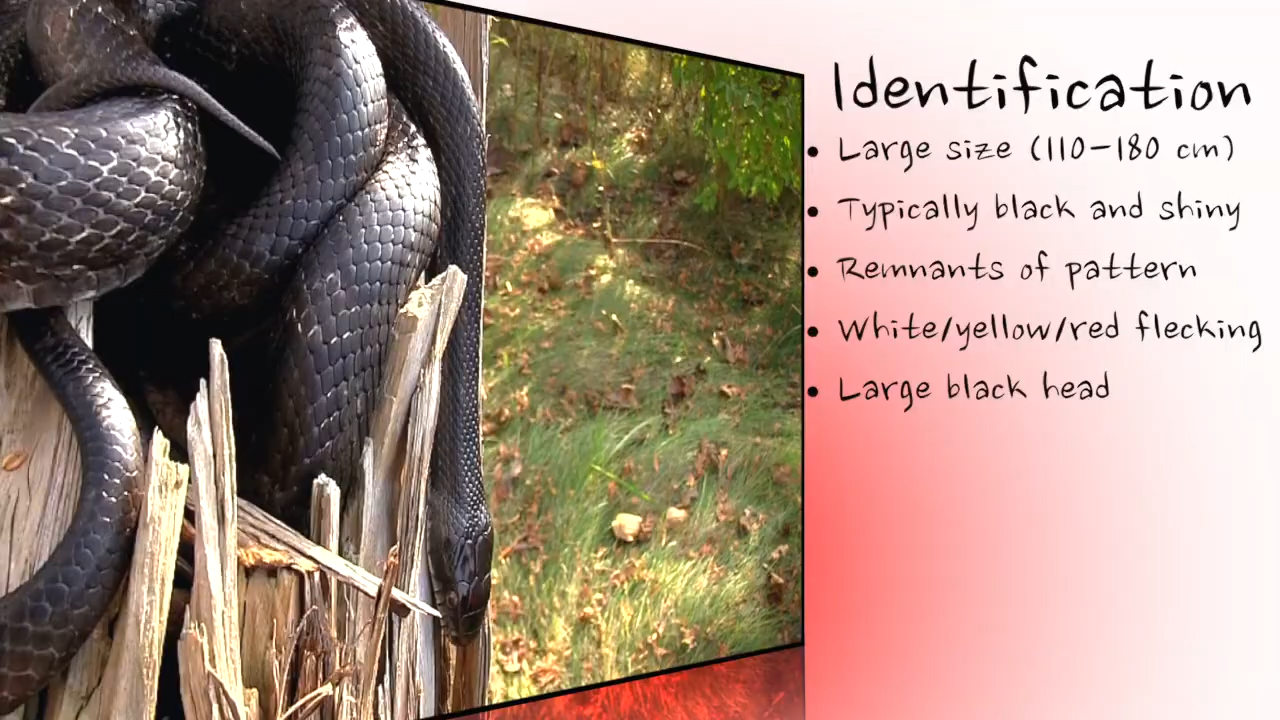 Identification
• Large size (110-180 cm)
• Typically black and shiny
• Remnants of pattern
• White/yellow/red flecking
• Large black head